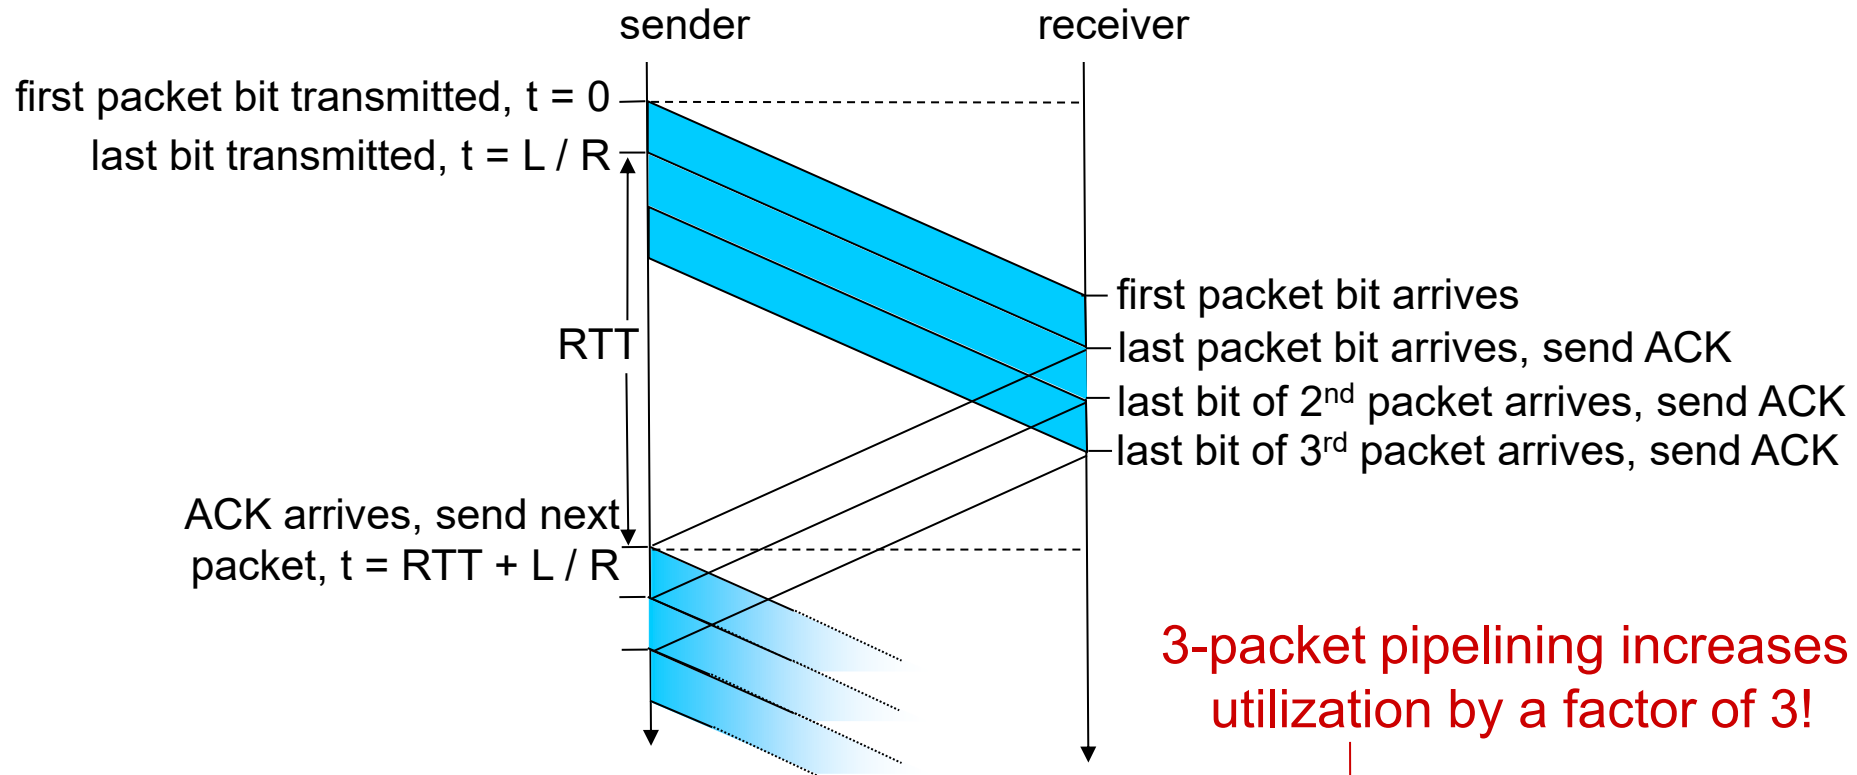 sender
receiver
first packet bit transmitted, t = 0
last bit transmitted, t = L / R
first packet bit arrives
RTT
last packet bit arrives, send ACK
last bit of 2nd packet arrives, send ACK
last bit of 3rd packet arrives, send ACK
ACK arrives, send next
packet, t = RTT + L / R
3-packet pipelining increases
utilization by a factor of 3!